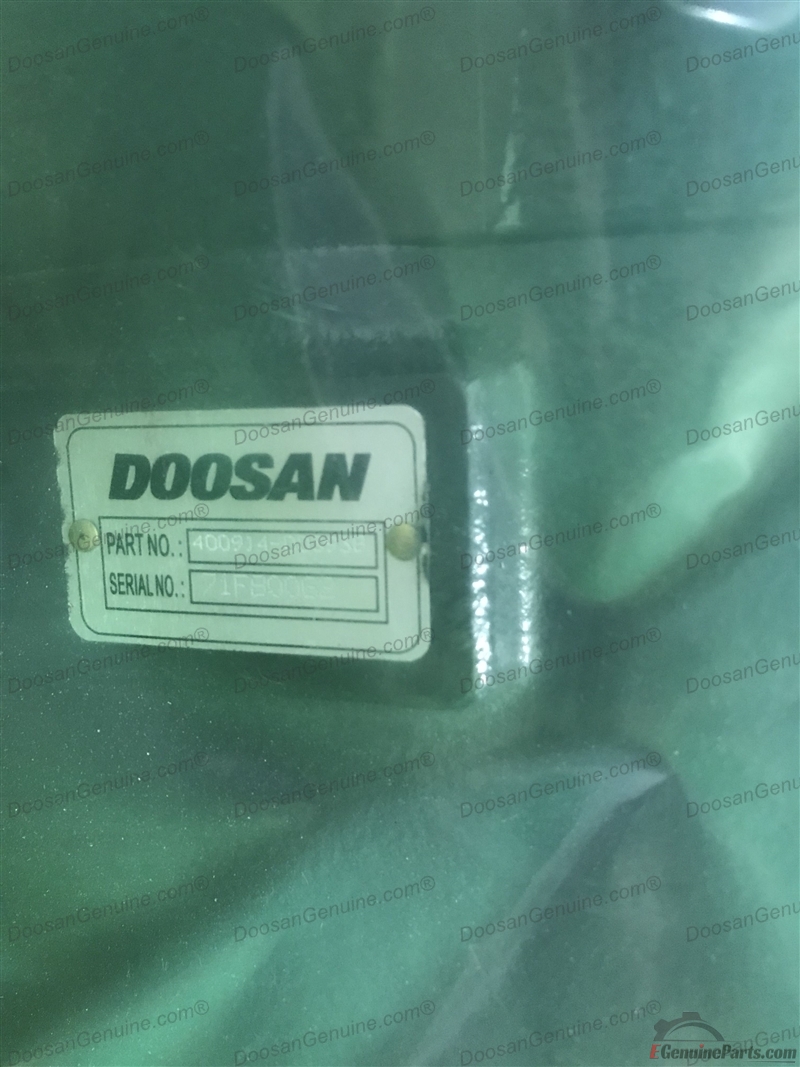 DOOSAN
PART NO. :
SERIAL NO. :
DoosanGenuine.com®
EGenuineParts.com